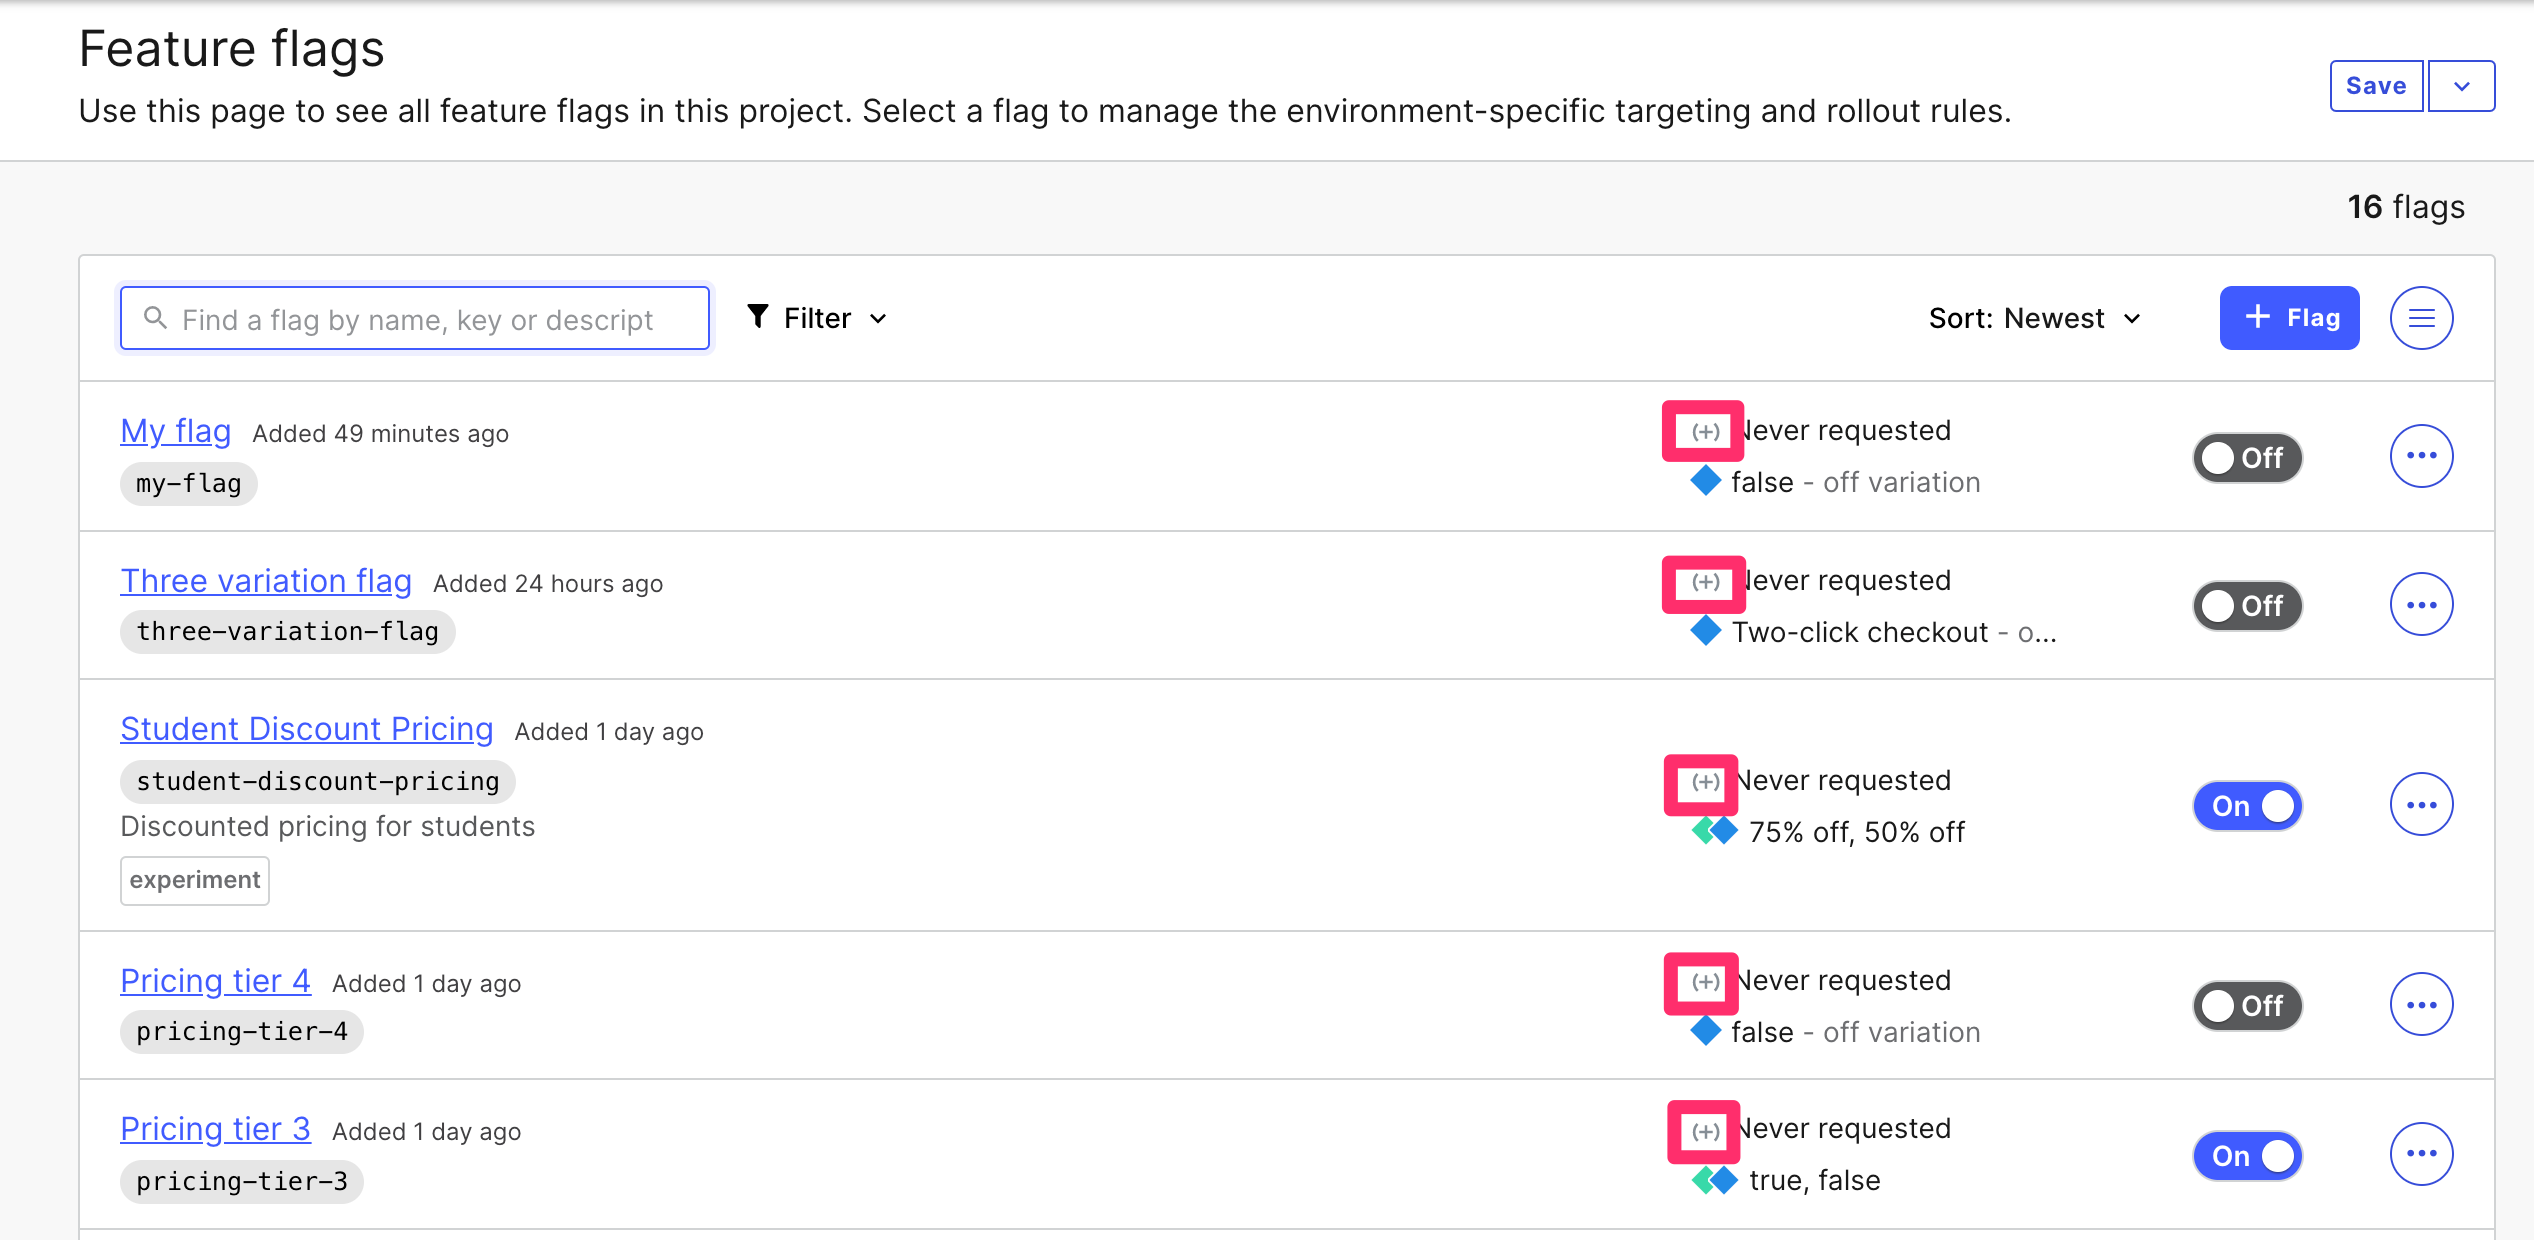 Feature flags
Use this page to see all feature flags in this project. Select a flag to manage the environment-specific targeting and rollout rules.
Save
16 flags
Find a flag by name, key or descript
Filter
Sort: Newest
+ Flag
My flag Added 49 minutes ago
(+) Never requested
my-flag
false - off variation
Off
Three variation flag Added 24 hours ago
(+) Never requested
three-variation-flag
Two-click checkout - o...
Off
Student Discount Pricing Added 1 day ago
student-discount-pricing
(+) Never requested
Discounted pricing for students
75% off, 50% off
On
experiment
Pricing tier 4 Added 1 day ago
(+) Never requested
pricing-tier-4
false - off variation
Off
Pricing tier 3 Added 1 day ago
(+) Never requested
pricing-tier-3
true, false
On